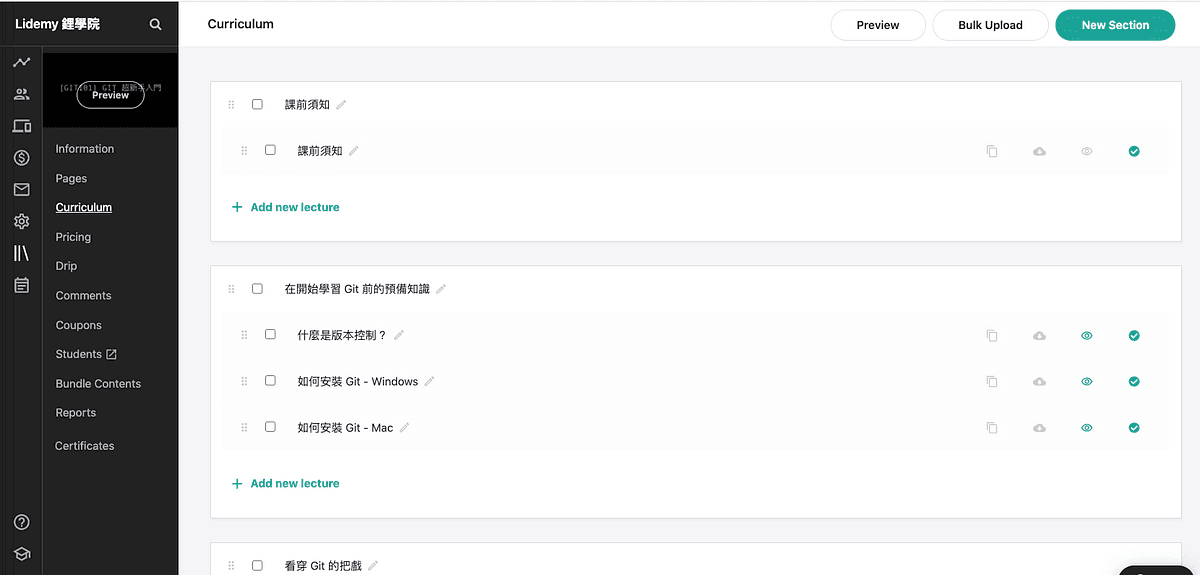 Lidemy 鋰學院
Curriculum
Preview
Bulk Upload
New Section
[GIT101] GIT 超新手入門
Preview
Information
Pages
Curriculum
Pricing
Drip
Comments
Coupons
Students
Bundle Contents
Reports
Certificates
課前須知
課前須知
+ Add new lecture
在開始學習 Git 前的預備知識
什麼是版本控制？
如何安裝 Git - Windows
如何安裝 Git - Mac
+ Add new lecture
看穿 Git 的把戲